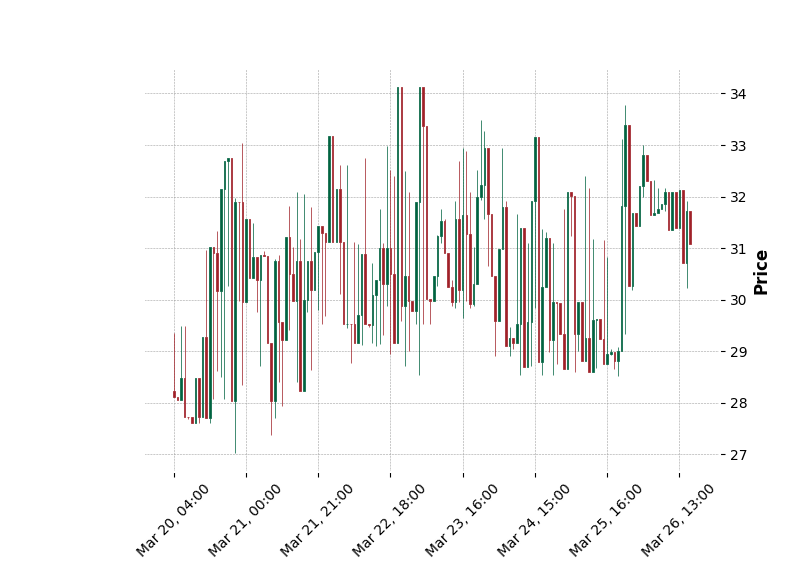 34
33
32
31
30
29
28
27
Price
Mar 20, 04:00
Mar 21, 00:00
Mar 21, 21:00
Mar 22, 18:00
Mar 23, 16:00
Mar 24, 15:00
Mar 25, 16:00
Mar 26, 13:00